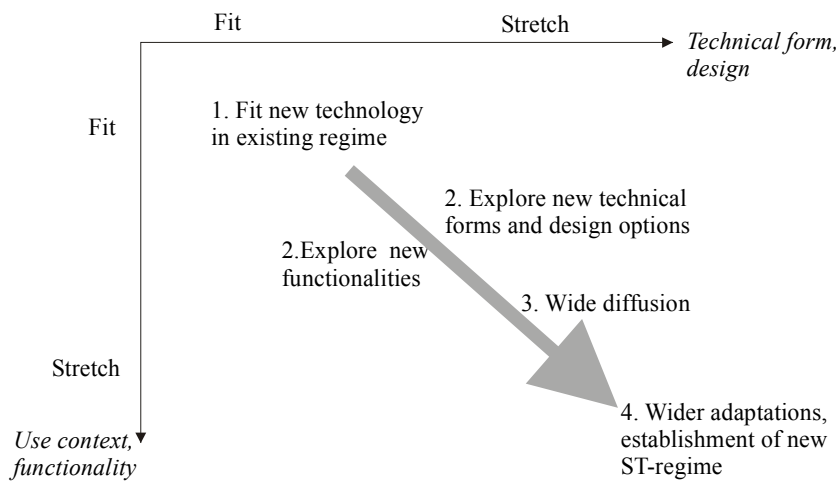 Fit
Stretch
Technical form,
design
Fit
1. Fit new technology
in existing regime
2. Explore new technical
forms and design options
2.Explore new
functionalities
3. Wide diffusion
Stretch
4. Wider adaptations,
establishment of new
ST-regime
Use context,
functionality